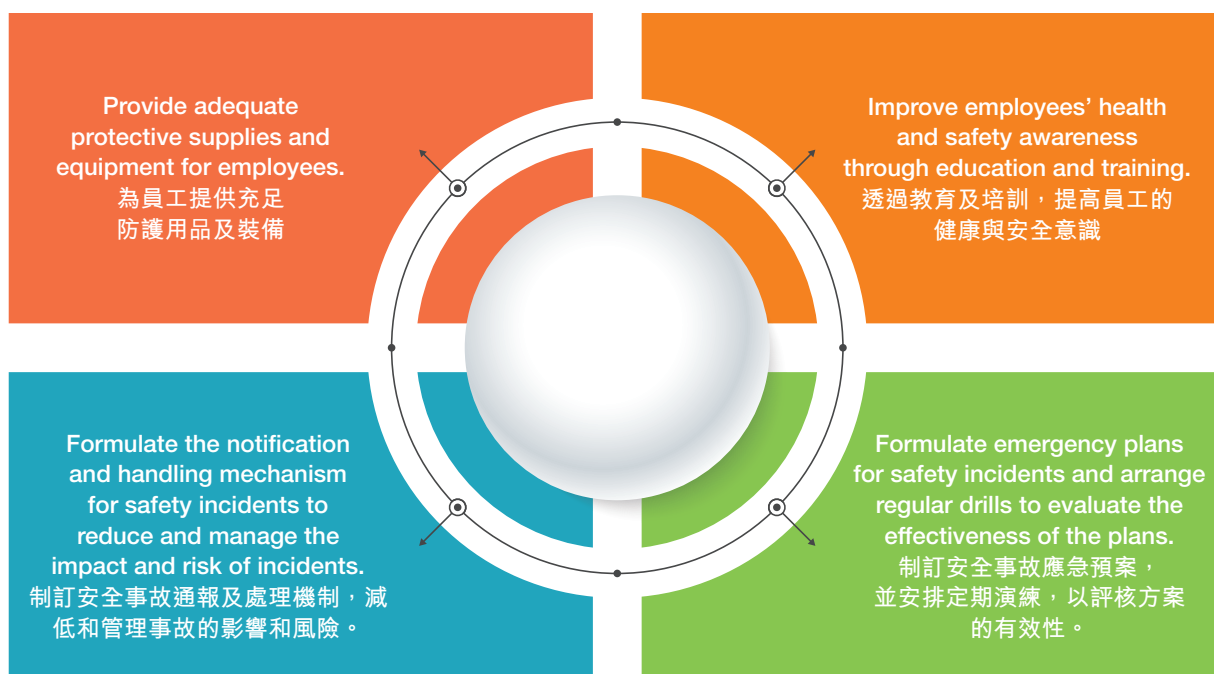 Provide adequate
protective supplies and
equipment for employees.
為員工提供充足
防護用品及裝備
Improve employees’ health
and safety awareness
through education and training.
透過教育及培訓，提高員工的
健康與安全意識
Formulate the notification
and handling mechanism
for safety incidents to
reduce and manage the
impact and risk of incidents.
制訂安全事故通報及處理機制，減
低和管理事故的影響和風險。
Formulate emergency plans
for safety incidents and arrange
regular drills to evaluate the
effectiveness of the plans.
制訂安全事故應急預案，
並安排定期演練，以評核方案
的有效性。